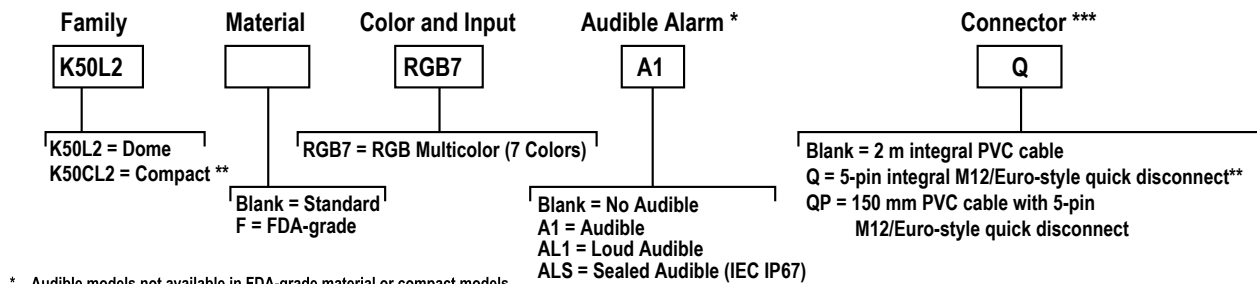 Family Material Color and Input Audible Alarm * Connector ***
K50L2 RGB7 A1 Q
K50L2 = Dome
K50CL2 = Compact **
Blank = Standard
F = FDA-grade
RGB7 = RGB Multicolor (7 Colors)
Blank = No Audible
A1 = Audible
AL1 = Loud Audible
ALS = Sealed Audible (IEC IP67)
Blank = 2 m integral PVC cable
Q = 5-pin integral M12/Euro-style quick disconnect**
QP = 150 mm PVC cable with 5-pin
M12/Euro-style quick disconnect
* Audible models not available in FDA-grade material or compact models